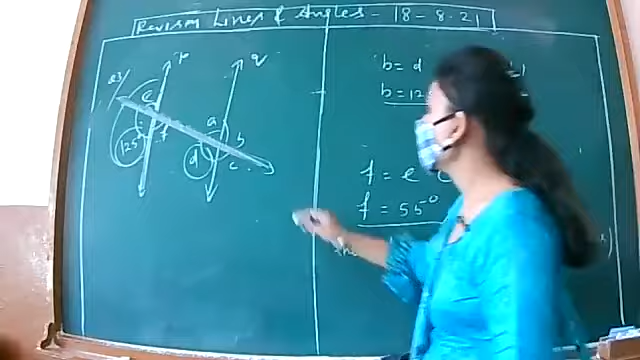 Revision Lines & Angles - 18 - 8.21
p
q
e
125°
f
a
b
d
c
b = d
b = 12
f = e
f = 55°